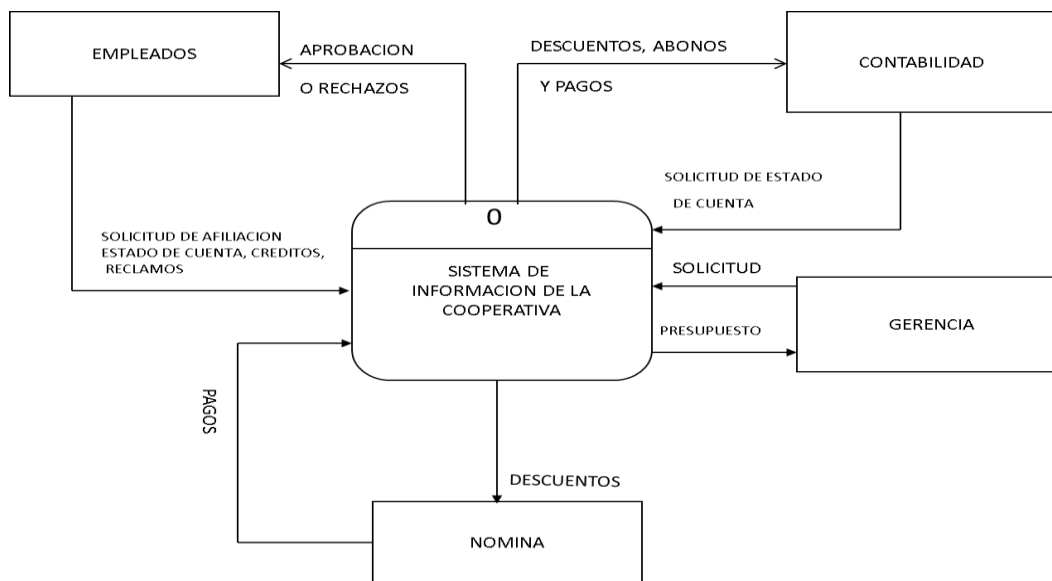 EMPLEADOS
APROBACION
O RECHAZOS
DESCUENTOS, ABONOS
Y PAGOS
CONTABILIDAD
SOLICITUD DE ESTADO
DE CUENTA
SOLICITUD DE AFILIACION
ESTADO DE CUENTA, CREDITOS,
RECLAMOS
0
SISTEMA DE
INFORMACION DE LA
COOPERATIVA
SOLICITUD
PRESUPUESTO
GERENCIA
PAGOS
DESCUENTOS
NOMINA